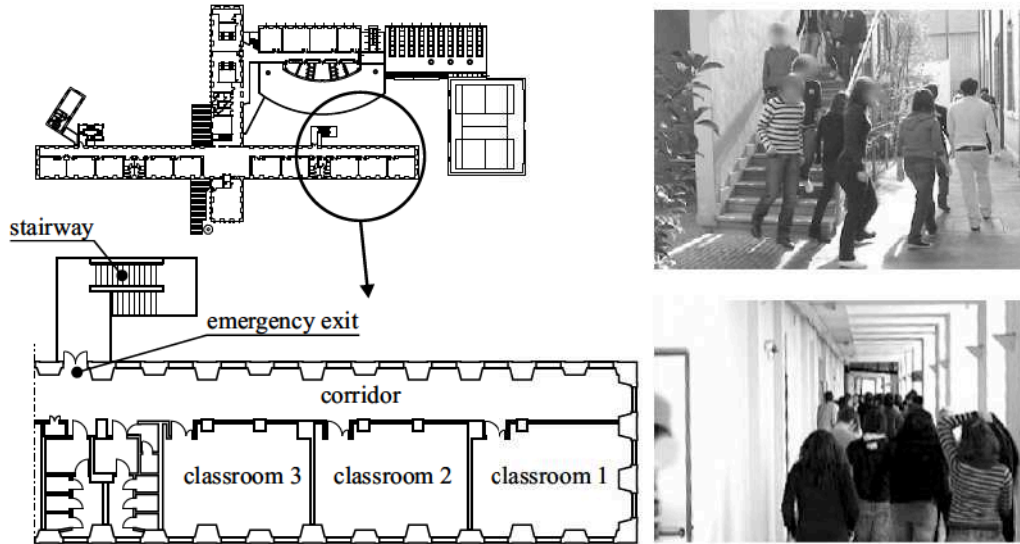 stairway
emergency exit
corridor
classroom 3
classroom 2
classroom 1